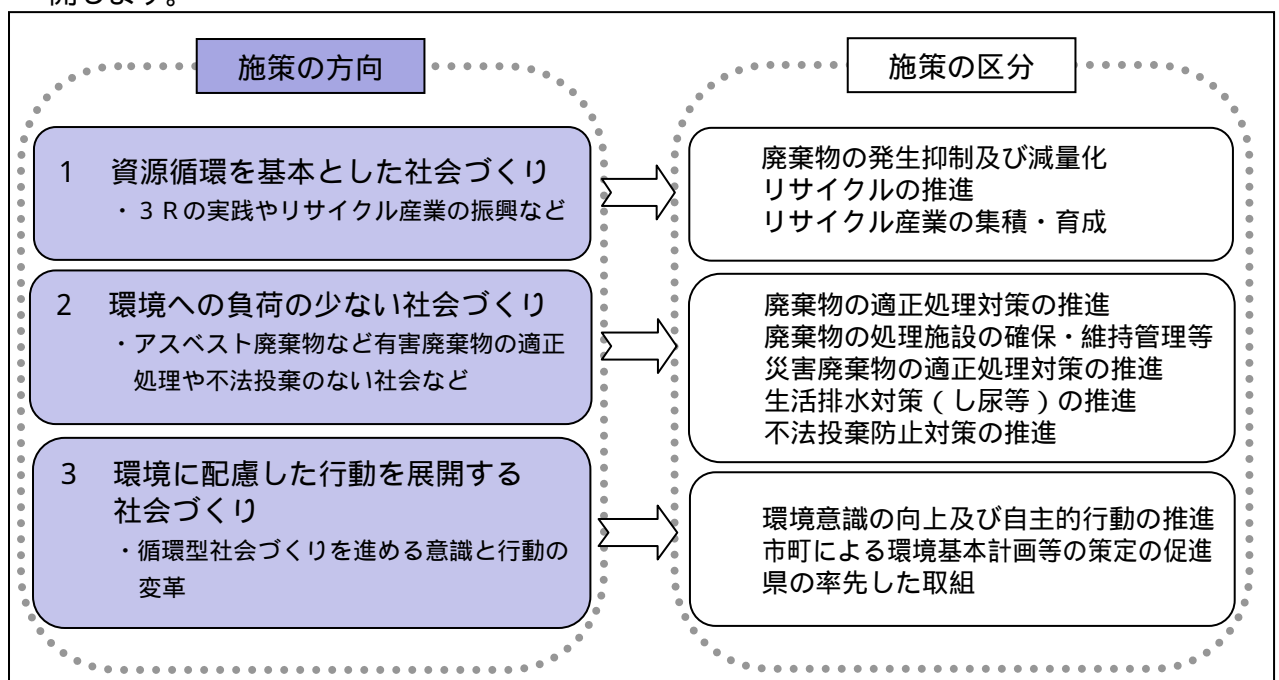 開します。
施策の方向
施策の区分
1 資源循環を基本とした社会づくり
・３Ｒの実践やリサイクル産業の振興など
廃棄物の発生抑制及び減量化
リサイクルの推進
リサイクル産業の集積・育成
2 環境への負荷の少ない社会づくり
・アスベスト廃棄物など有害廃棄物の適正
処理や不法投棄のない社会など
廃棄物の適正処理対策の推進
廃棄物の処理施設の確保・維持管理等
災害廃棄物の適正処理対策の推進
生活排水対策（し尿等）の推進
不法投棄防止対策の推進
3 環境に配慮した行動を展開する
社会づくり
・循環型社会づくりを進める意識と行動の
変革
環境意識の向上及び自主的行動の推進
市町による環境基本計画等の策定の促進
県の率先した取組